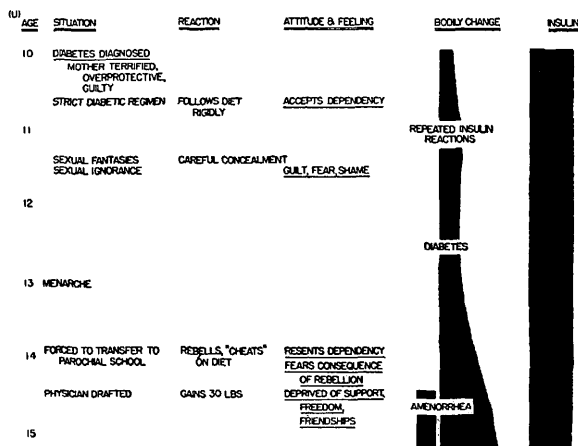 (U)
AGE SITUATION REACTION ATTITUDE & FEELING BODILY CHANGE INSULIN
10 DIABETES DIAGNOSED
MOTHER TERRIFIED,
OVERPROTECTIVE,
GUILTY
STRICT DIABETIC REGIMEN FOLLOWS DIET ACCEPTS DEPENDENCY
RIGIDLY
11 REPEATED INSULIN
REACTIONS
SEXUAL FANTASIES CAREFUL CONCEALMENT
SEXUAL IGNORANCE GUILT, FEAR, SHAME
12
DIABETES
13 MENARCHE
14 FORCED TO TRANSFER TO REBELLS, "CHEATS" RESENTS DEPENDENCY
PAROCHIAL SCHOOL ON DIET FEARS CONSEQUENCE
OF REBELLION
PHYSICIAN DRAFTED GAINS 30 LBS DEPRIVED OF SUPPORT,
FREEDOM, AMENORRHEA
FRIENDSHIPS
15